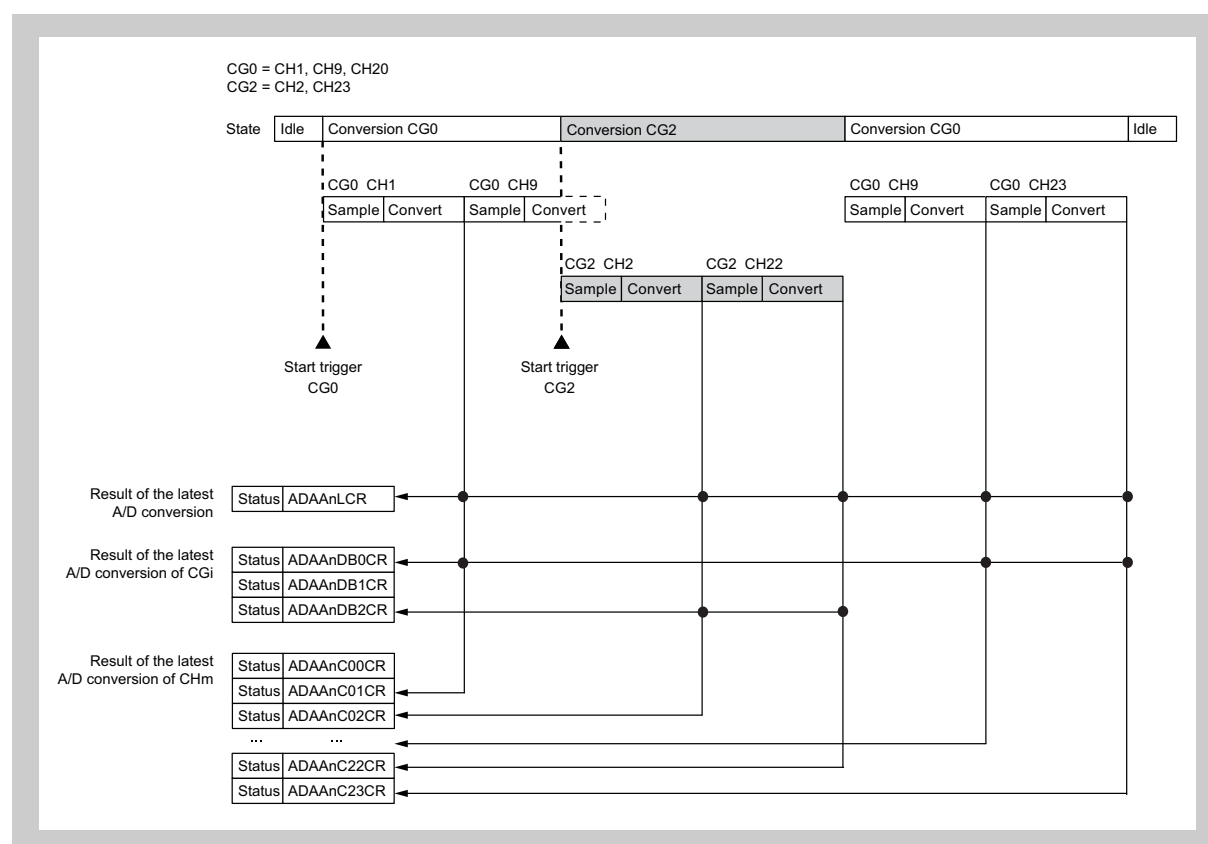 CG0 = CH1, CH9, CH20
CG2 = CH2, CH23
State Idle Conversion CG0 Conversion CG2 Conversion CG0 Idle
CG0 CH1 CG0 CH9 CG0 CH9 CG0 CH23
Sample Convert Sample Convert Sample Convert Sample Convert
CG2 CH2 CG2 CH22
Sample Convert Sample Convert
Start trigger
CG0
Start trigger
CG2
Result of the latest
A/D conversion
Status ADAAnLCR
Result of the latest
A/D conversion of CGi
Status ADAAnDB0CR
Status ADAAnDB1CR
Status ADAAnDB2CR
Result of the latest
A/D conversion of CHm
Status ADAAnC00CR
Status ADAAnC01CR
Status ADAAnC02CR
... ...
Status ADAAnC22CR
Status ADAAnC23CR